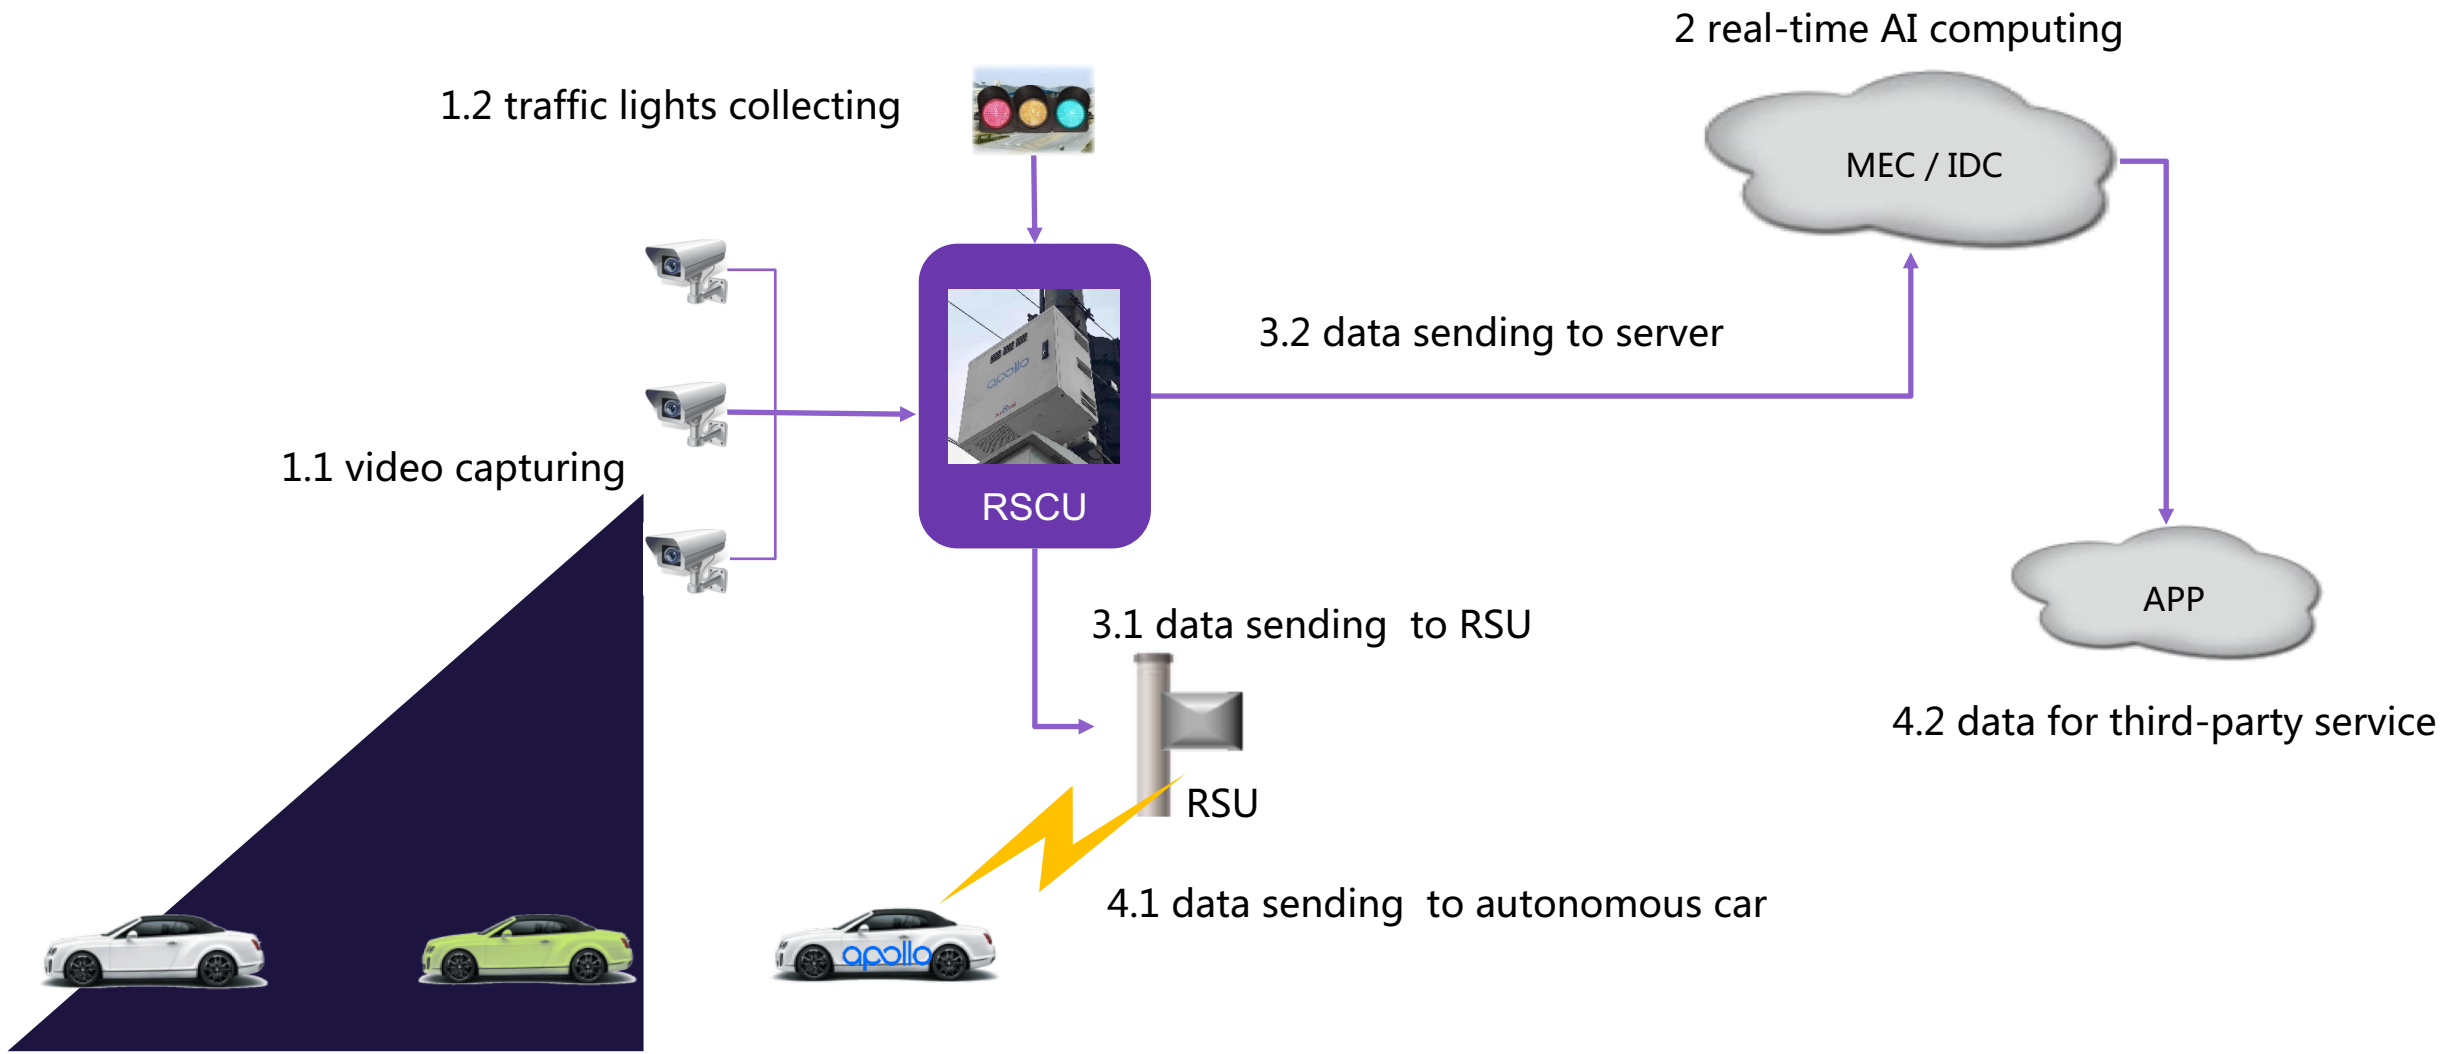 2 real-time AI computing
1.2 traffic lights collecting
MEC / IDC
3.2 data sending to server
apollo
1.1 video capturing
RSCU
APP
3.1 data sending to RSU
4.2 data for third-party service
RSU
4.1 data sending to autonomous car
apollo